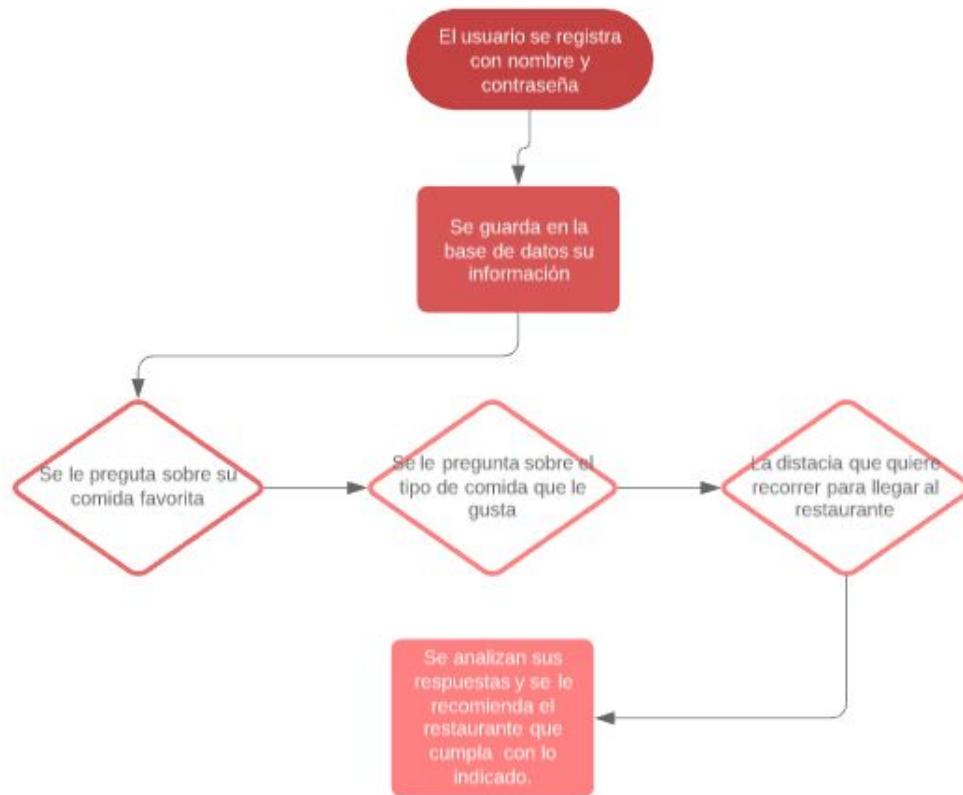 El usuario se registra
con nombre y
contraseña
Se guarda en la
base de datos su
información
Se le preguta sobre su
comida favorita
Se le pregunta sobre el
tipo de comida que le
gusta
La distacia que quiere
recorrer para llegar al
restaurante
Se analizan sus
respuestas y se le
recomienda el
restaurante que
cumpla con lo
indicado.